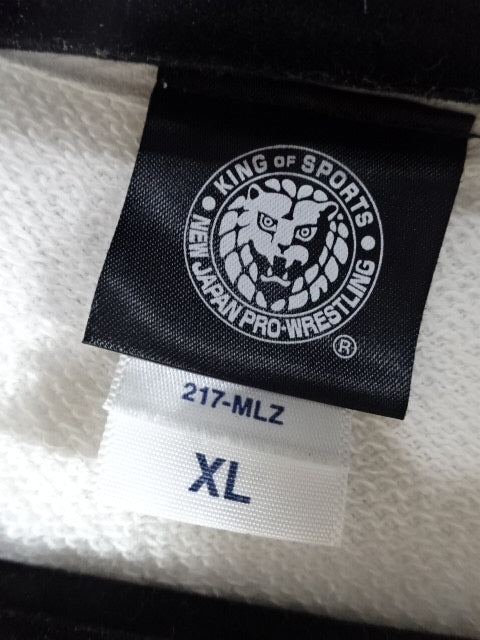 KING OF SPORTS
NEW JAPAN PRO-WRESTLING
®
217-MLZ
XL